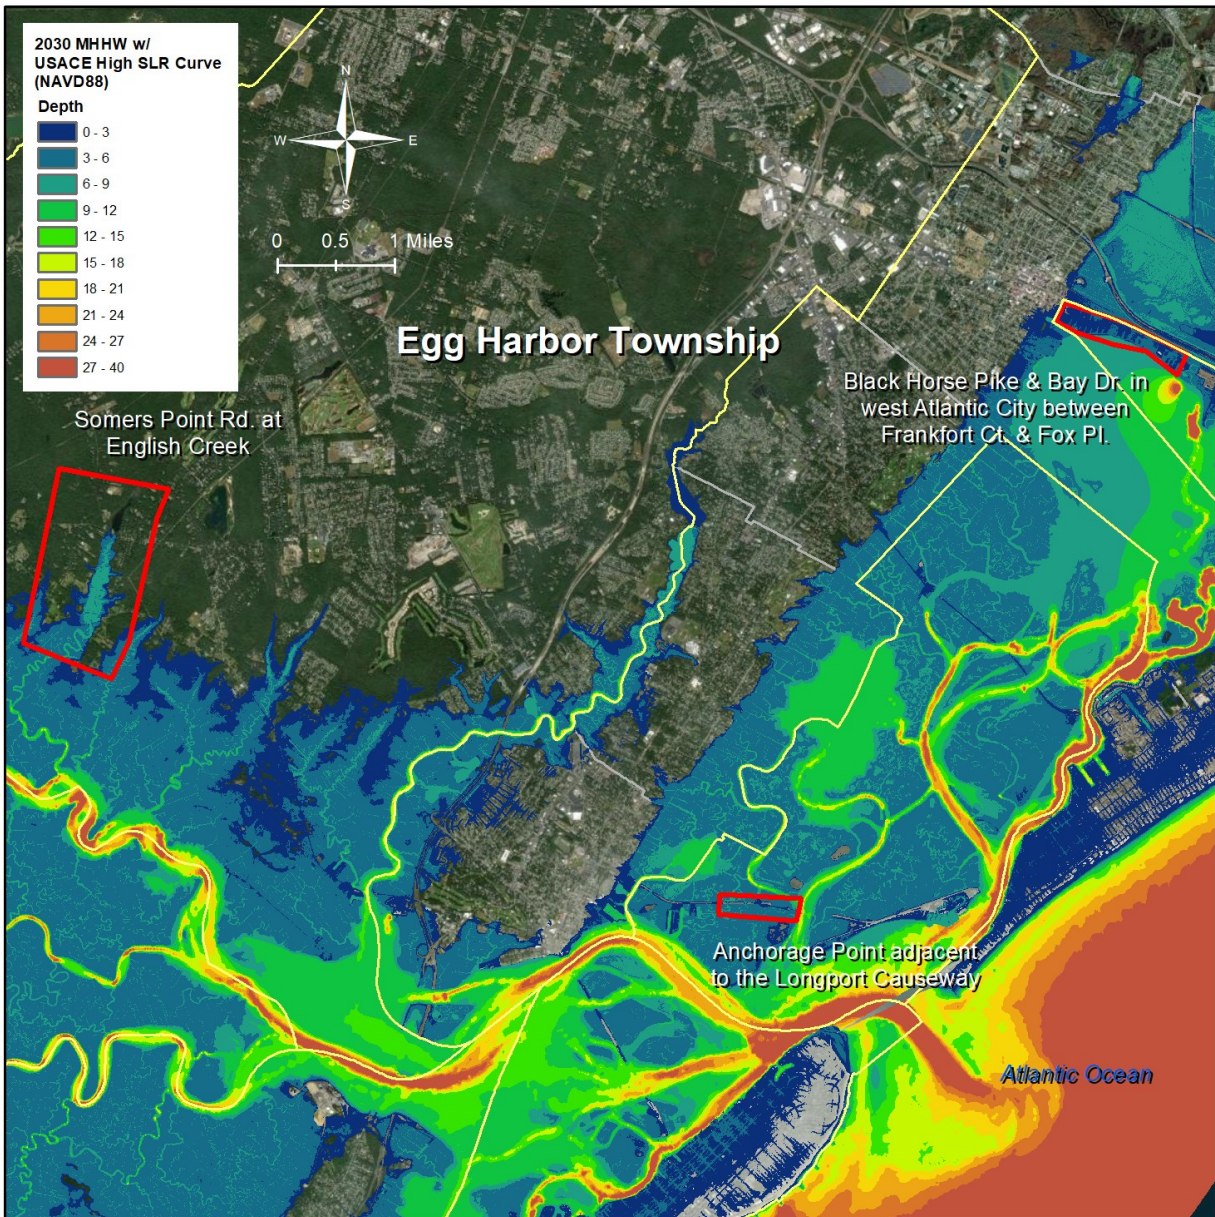 2030 MHHW w/
USACE High SLR Curve
(NAVD88)
Depth
0 - 3
3 - 6
6 - 9
9 - 12
12 - 15
15 - 18
18 - 21
21 - 24
24 - 27
27 - 40
N
W
E
S
0 0.5 1 Miles
Egg Harbor Township
Somers Point Rd. at
English Creek
Black Horse Pike & Bay Dr. in
west Atlantic City between
Frankfort Ct. & Fox Pl.
Anchorage Point adjacent
to the Longport Causeway
Atlantic Ocean